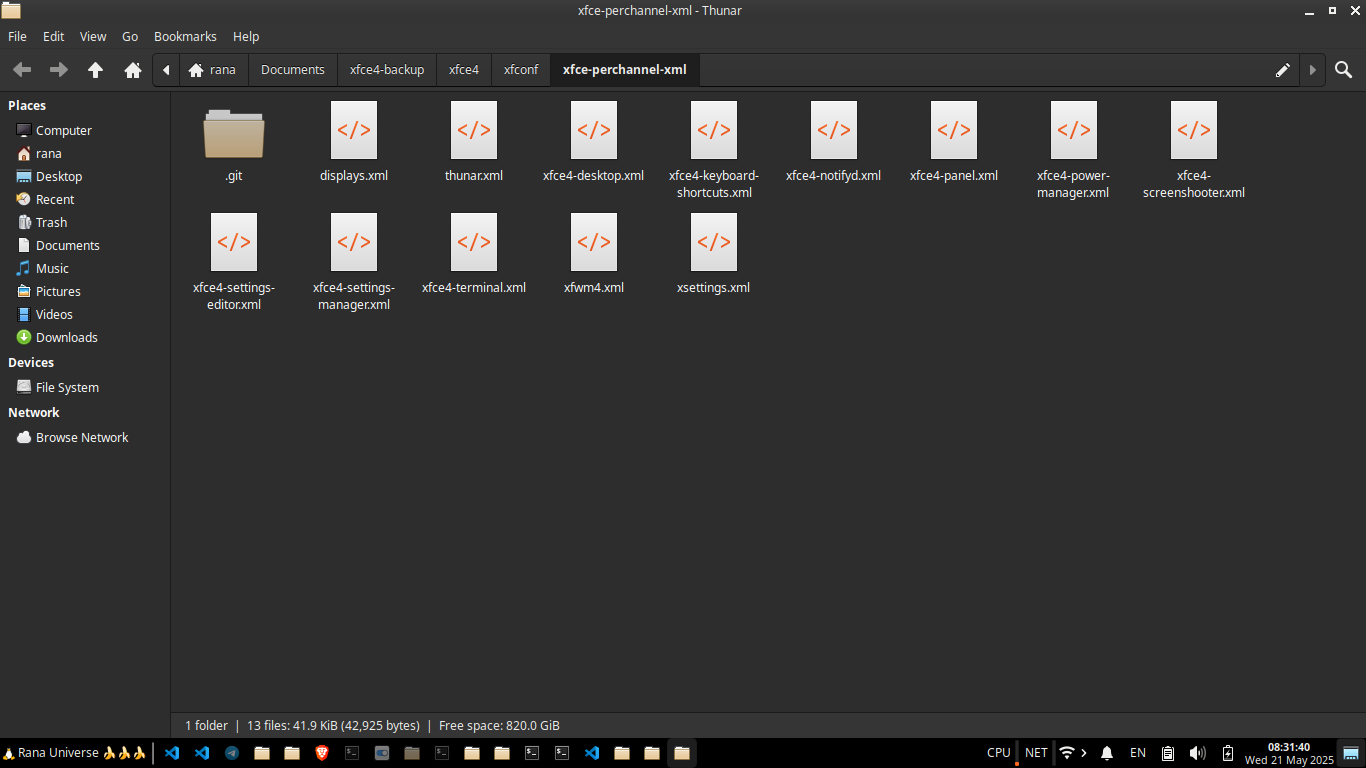 xfce-perchannel-xml - Thunar
File Edit View Go Bookmarks Help
rana Documents xfce4-backup xfce4 xfconf xfce-perchannel-xml
Places
Computer
rana
Desktop
Recent
Trash
Documents
Music
Pictures
Videos
Downloads
Devices
File System
Network
Browse Network
</> </> </> </> </> </> </> </>
.git displays.xml thunar.xml xfce4-desktop.xml xfce4-keyboard- xfce4-notifyd.xml xfce4-panel.xml xfce4-power- xfce4-
shortcuts.xml manager.xml screenshooter.xml
</> </> </> </> </>
xfce4-settings- xfce4-settings- xfce4-terminal.xml xfwm4.xml xsettings.xml
editor.xml manager.xml
1 folder | 13 files: 41.9 KiB (42,925 bytes) | Free space: 820.0 GiB
Rana Universe 🍌🍌🍌 CPU NET EN 08:31:40
Wed 21 May 2025